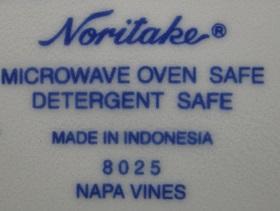 Noritake®
MICROWAVE OVEN SAFE
DETERGENT SAFE
MADE IN INDONESIA
8025
NAPA VINES